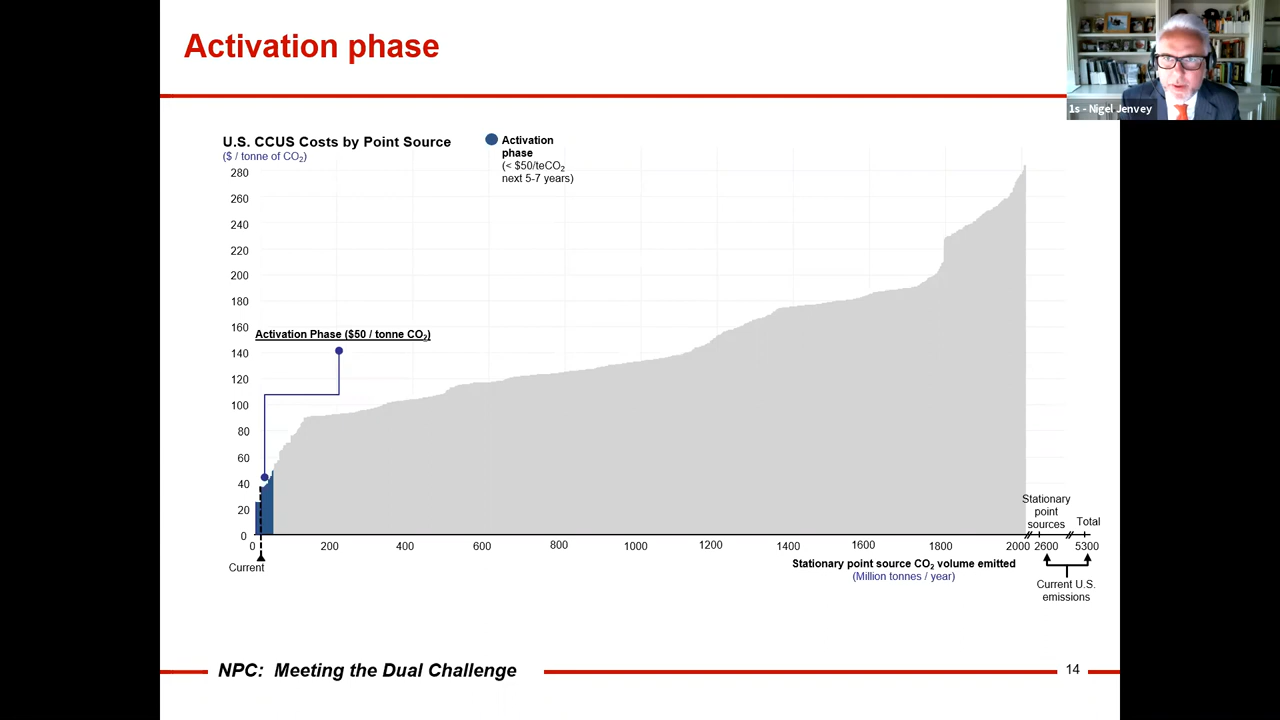 Activation phase
1s - Nigel Jenvey
U.S. CCUS Costs by Point Source
($ / tonne of CO2)
Activation
phase
(< $50/teCO2
next 5-7 years)
280
260
240
220
200
180
160
140
120
100
80
60
40
20
0
Activation Phase ($50 / tonne CO2)
Stationary
point
sources
Total
0
200
400
600
800
1000
1200
1400
1600
1800
2000
2600
5300
Current
Stationary point source CO2 volume emitted
(Million tonnes / year)
Current U.S.
emissions
NPC: Meeting the Dual Challenge
14